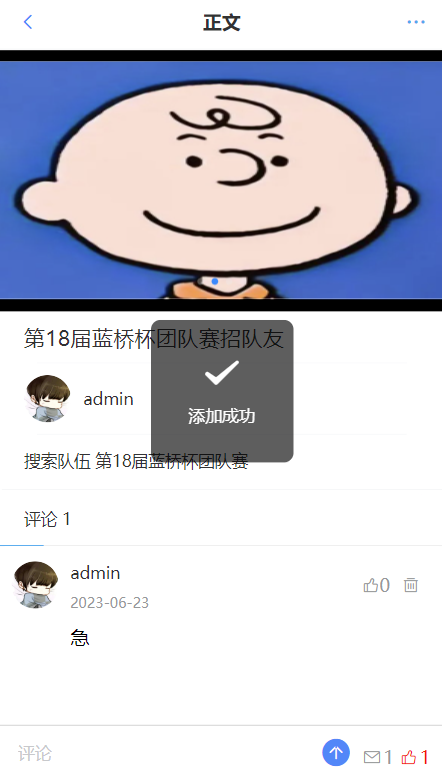 正文
第18届蓝桥杯团队赛招队友
添加成功
admin
搜索队伍 第18届蓝桥杯团队赛
评论 1
admin
2023-06-23
0
急
评论
1 1